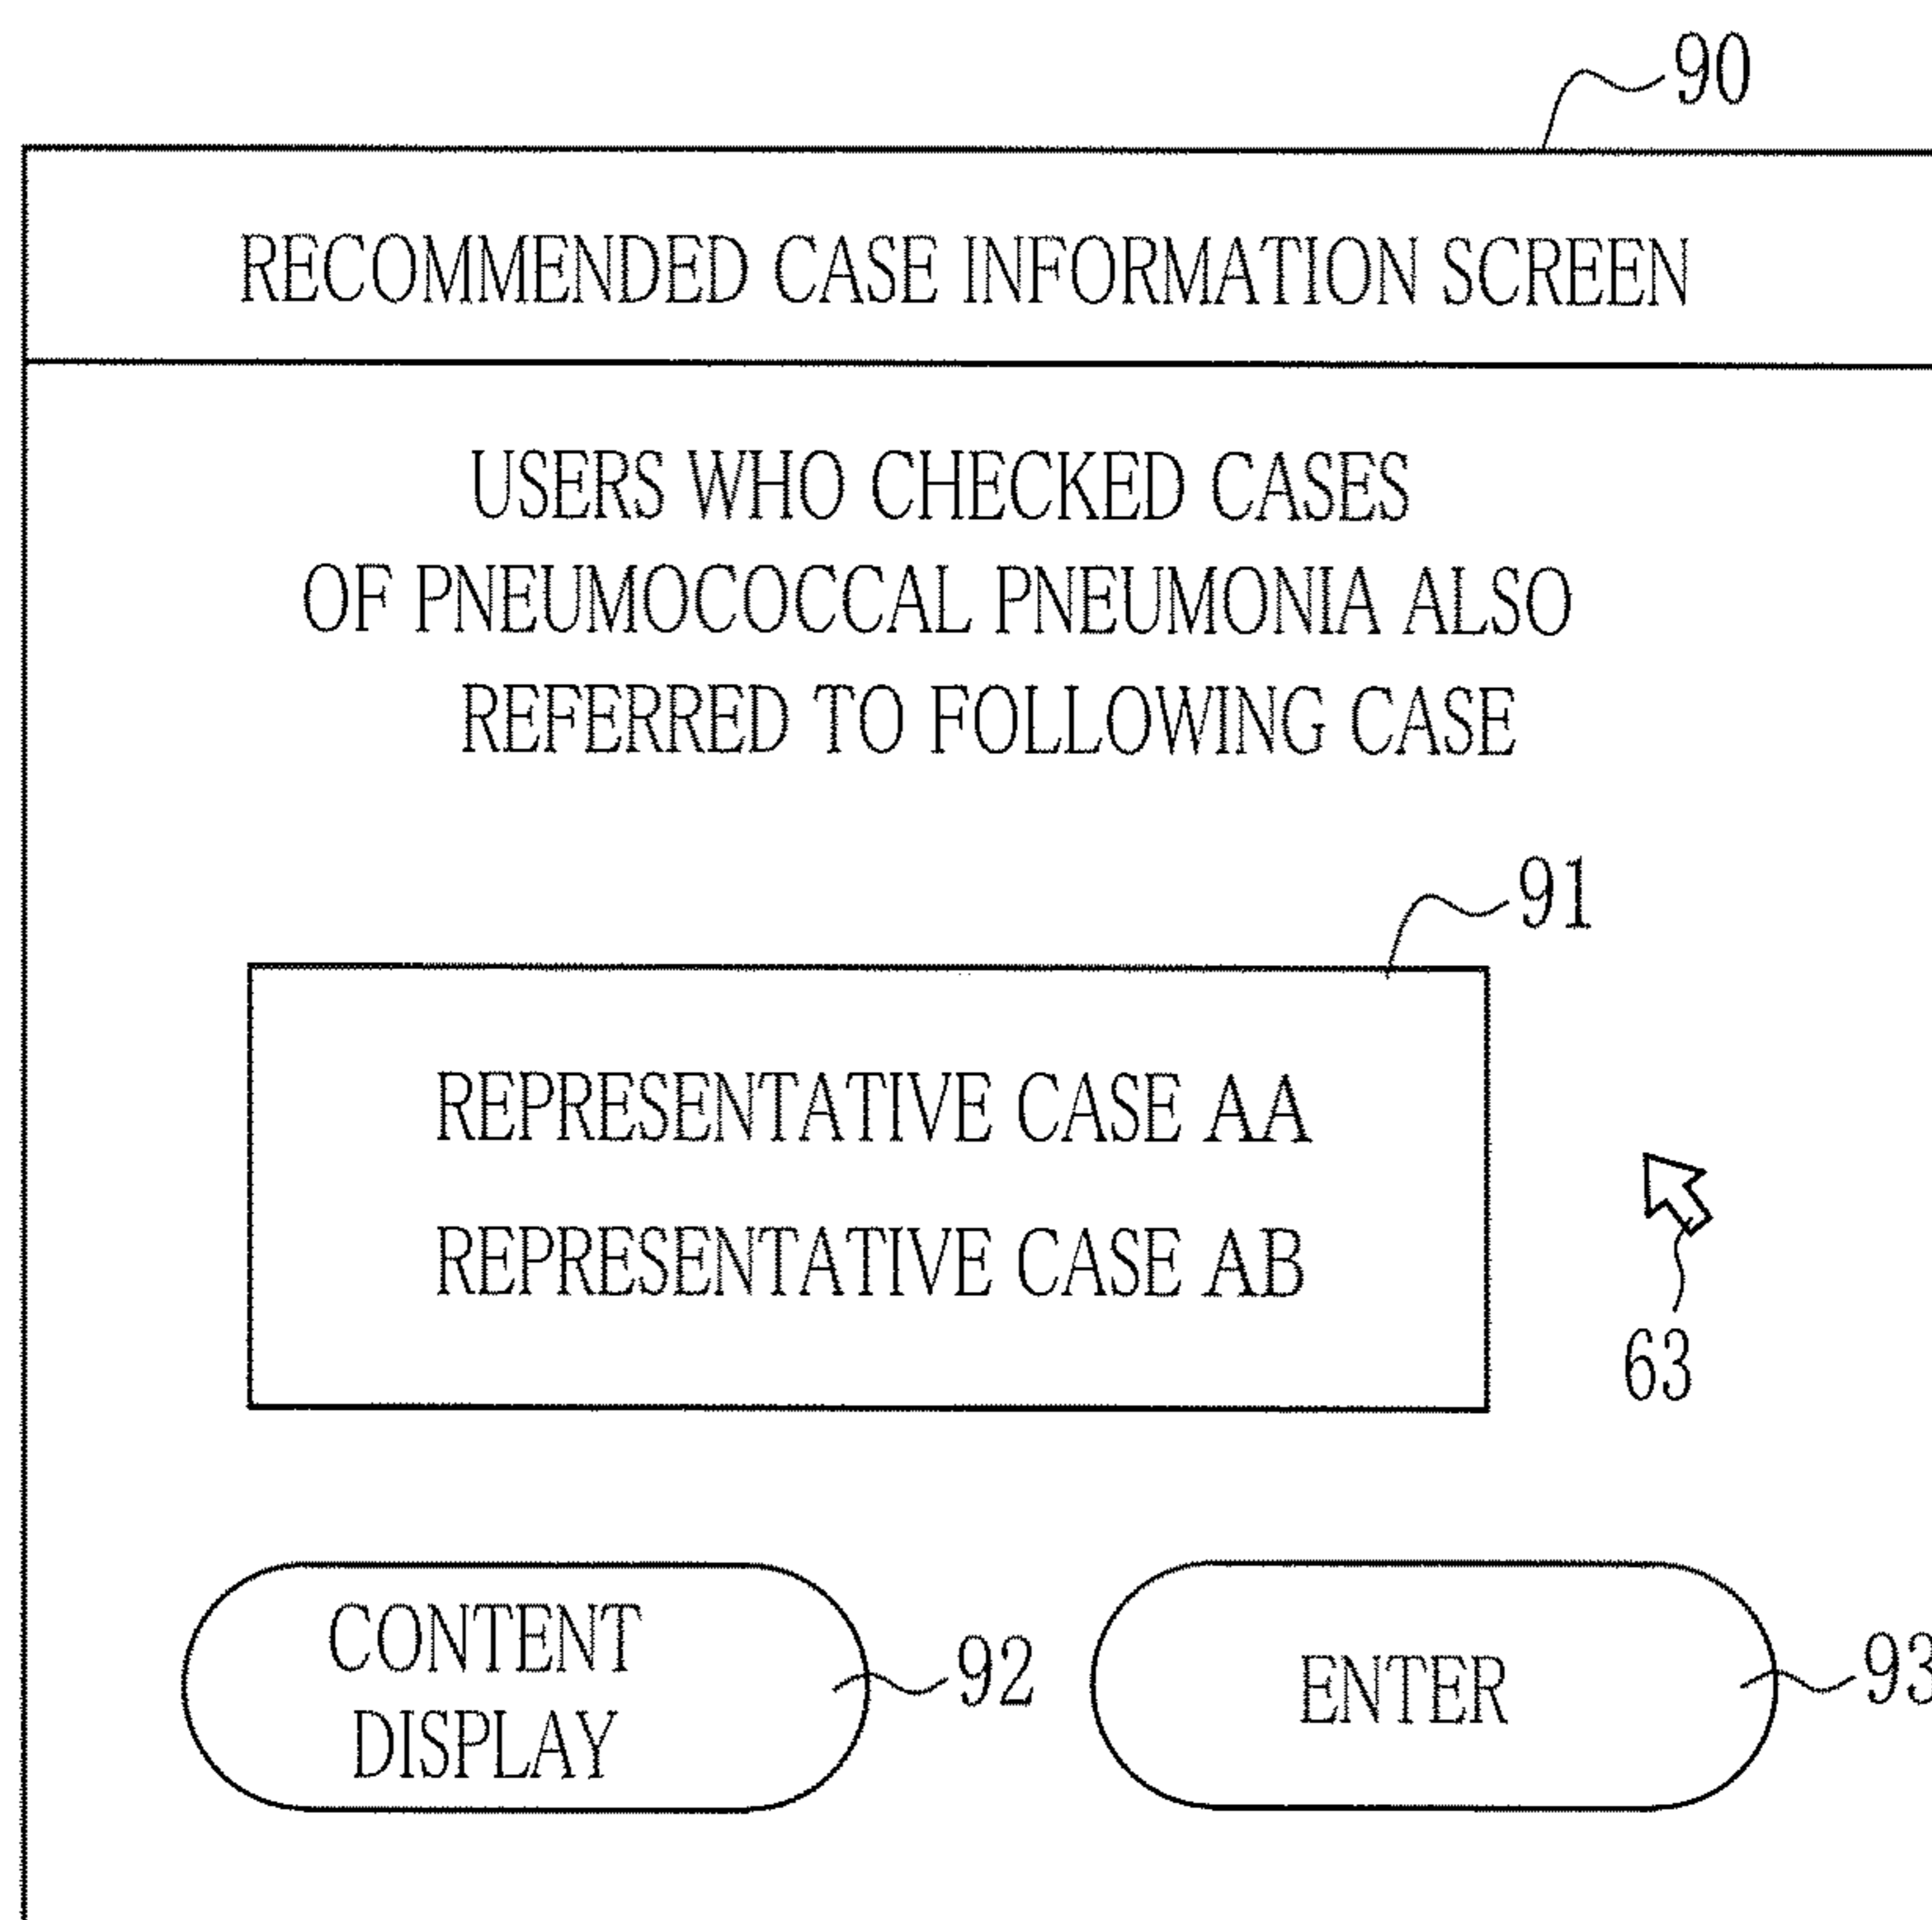 90
RECOMMENDED CASE INFORMATION SCREEN
USERS WHO CHECKED CASES
OF PNEUMOCOCCAL PNEUMONIA ALSO
REFERRED TO FOLLOWING CASE
91
REPRESENTATIVE CASE AA
REPRESENTATIVE CASE AB
63
CONTENT
DISPLAY
92
ENTER
93